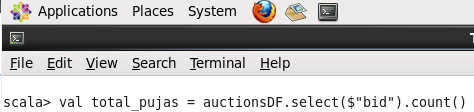 Applications Places System
File Edit View Search Terminal Help
scala> val total_pujas = auctionsDF.select($"bid").count()